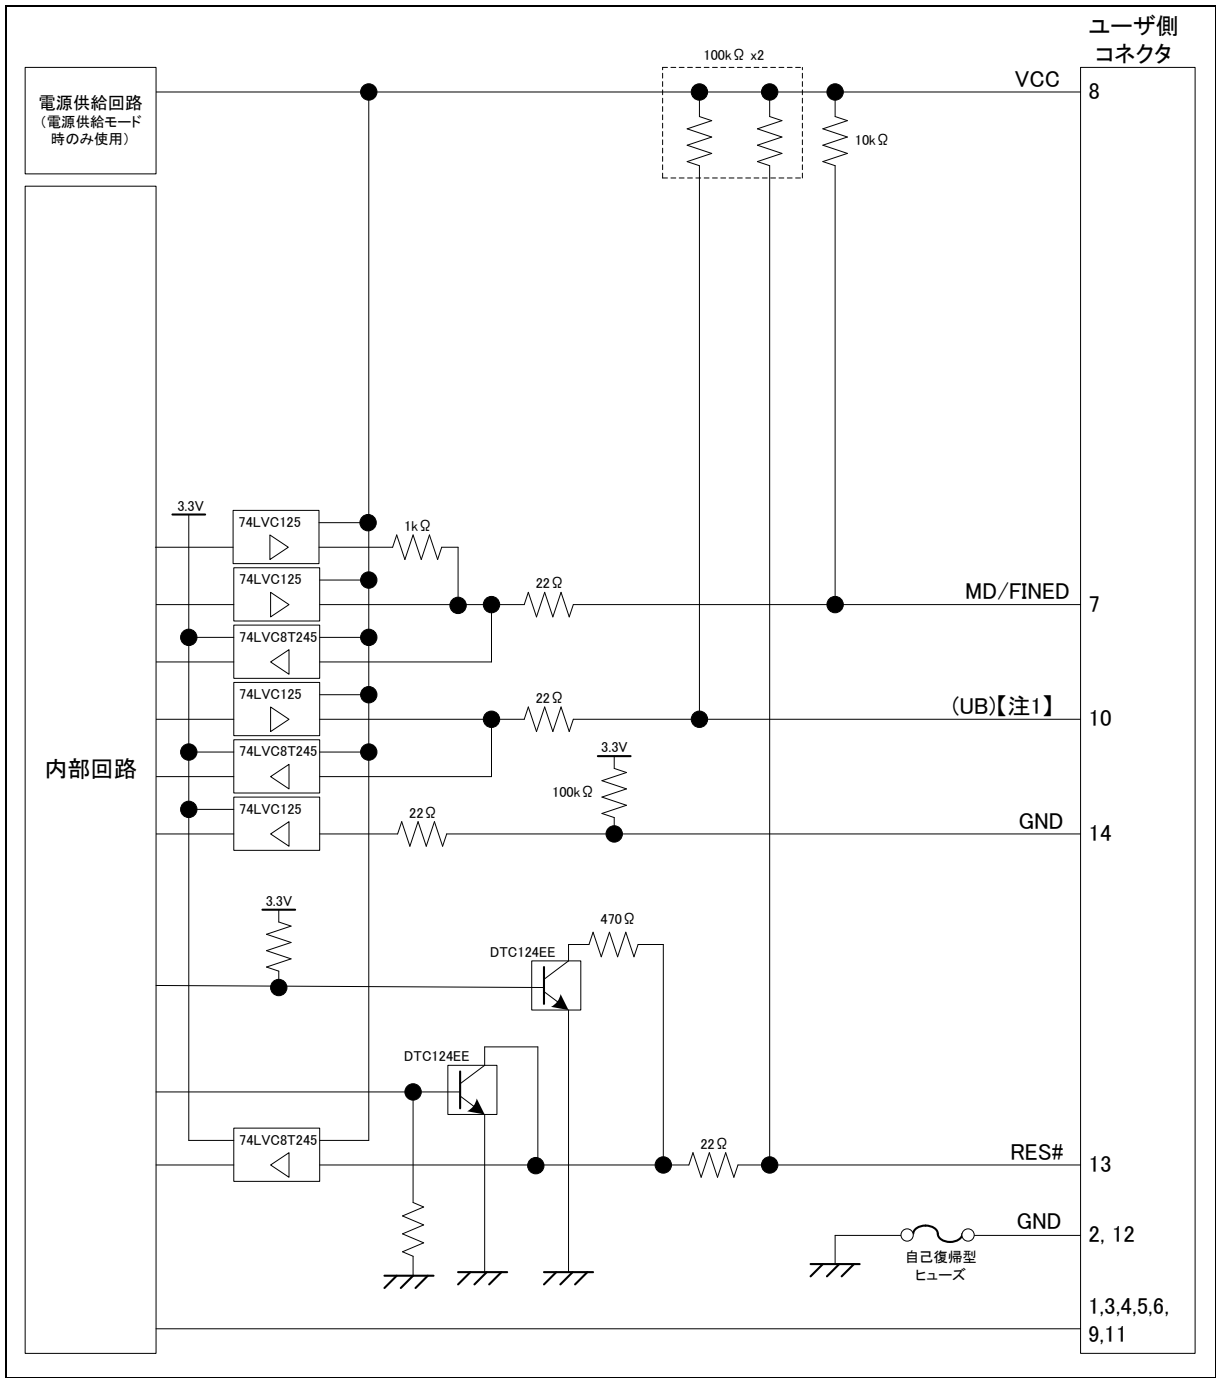 ユーザ側
コネクタ
100kΩ x2
VCC
8
電源供給回路
(電源供給モード
時のみ使用)
10kΩ
3.3V
74LVC125
1kΩ
74LVC125
22Ω
MD/FINED
7
74LVC8T245
74LVC125
22Ω
(UB)【注1】
10
74LVC8T245
3.3V
内部回路
100kΩ
74LVC125
22Ω
GND
14
3.3V
470Ω
DTC124EE
DTC124EE
74LVC8T245
22Ω
RES#
13
GND
2, 12
自己復帰型
ヒューズ
1,3,4,5,6,
9,11